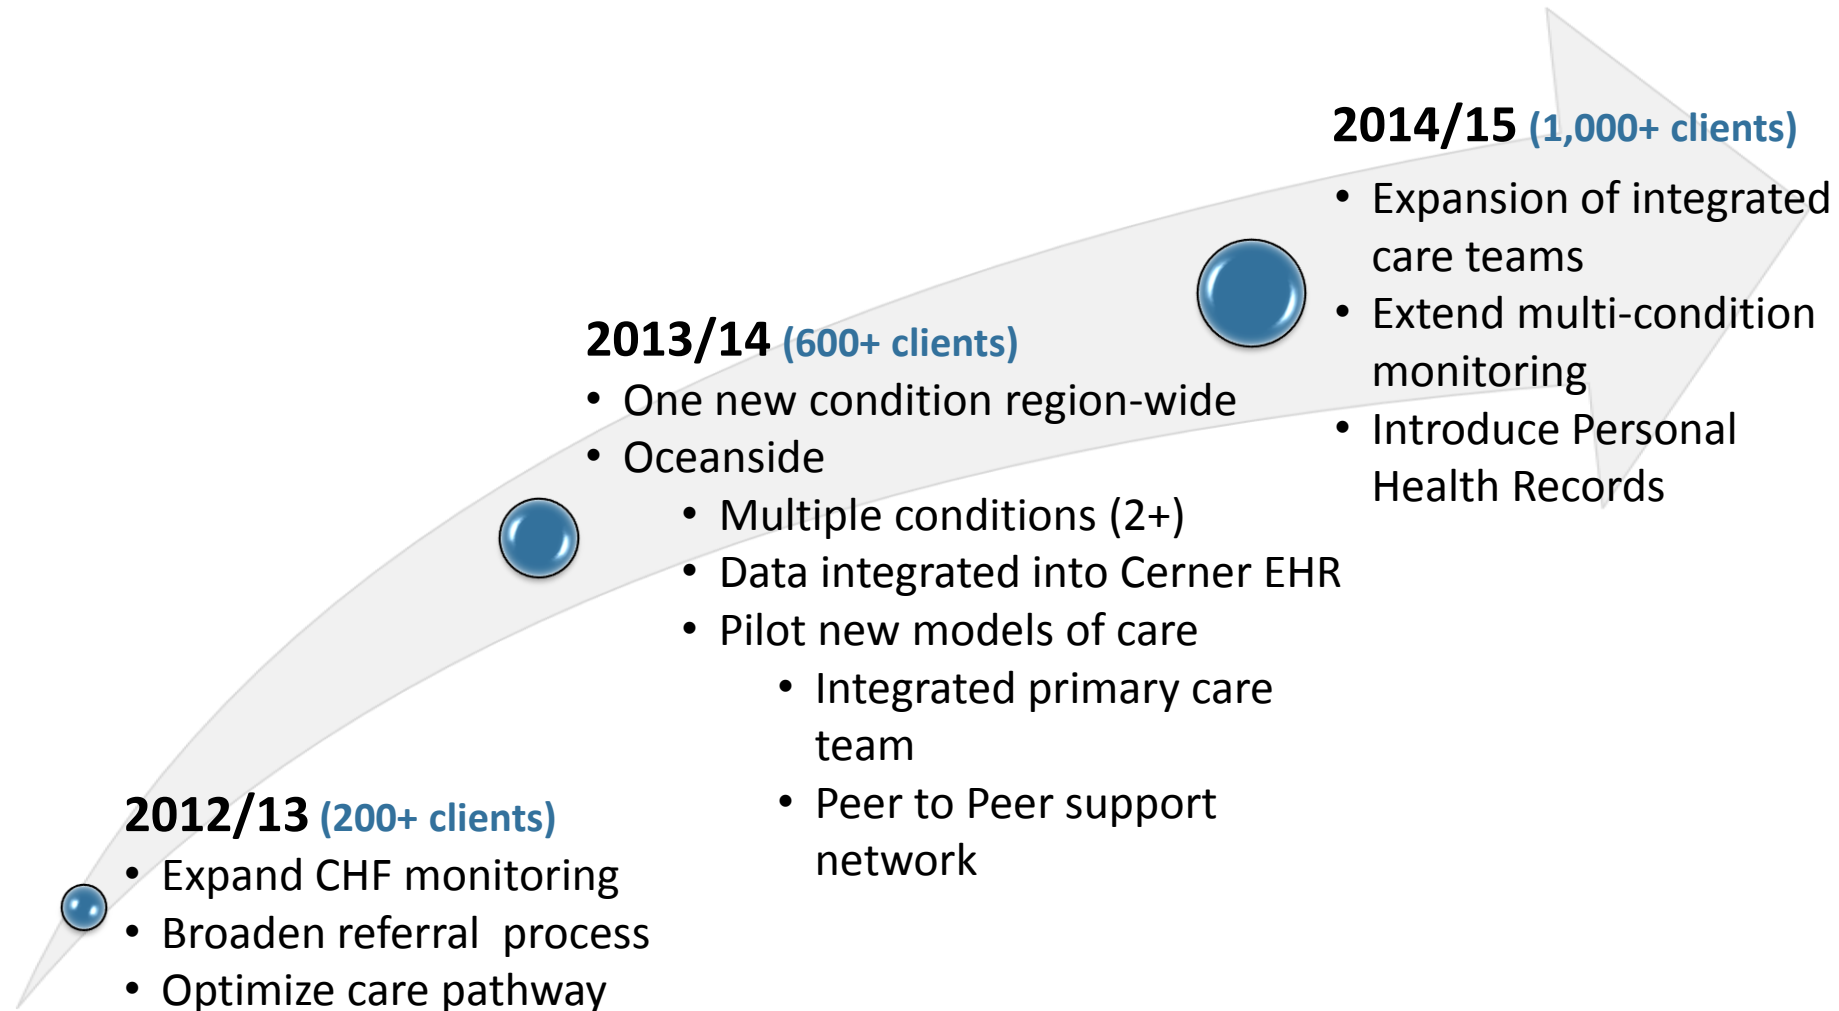 2014/15 (1,000+ clients)
• Expansion of integrated
care teams
• Extend multi-condition
monitoring
• Introduce Personal
Health Records
2013/14 (600+ clients)
• One new condition region-wide
• Oceanside
• Multiple conditions (2+)
• Data integrated into Cerner EHR
• Pilot new models of care
• Integrated primary care
team
• Peer to Peer support
network
2012/13 (200+ clients)
• Expand CHF monitoring
• Broaden referral  process
• Optimize care pathway